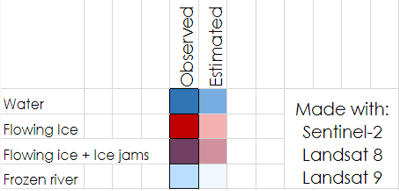 Observed
Estimated
Water
Flowing Ice
Flowing ice + Ice jams
Frozen river
Made with:
Sentinel-2
Landsat 8
Landsat 9